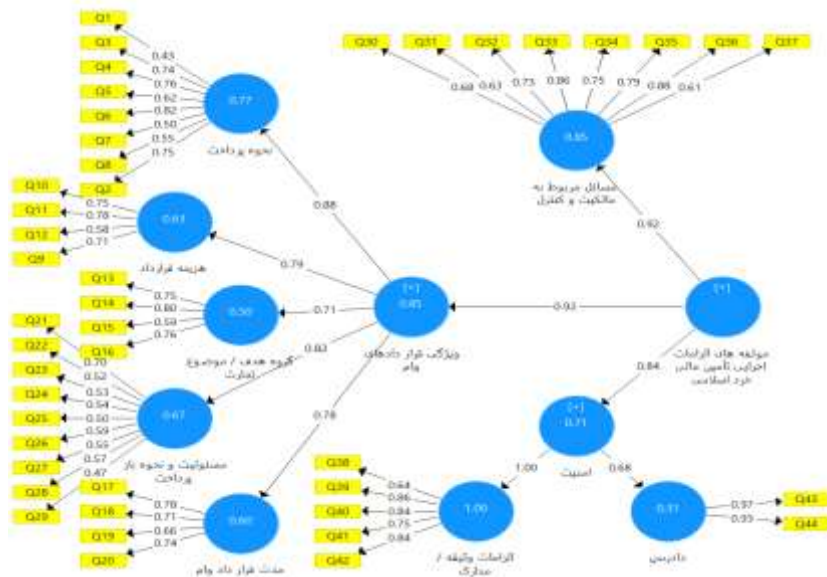 Q1
Q3
Q4
Q5
Q6
Q7
Q8
Q2
0.43
0.74
0.76
0.62
0.82
0.50
0.55
0.75
0.77
نحوه پرداخت
Q30
Q31
Q32
Q33
Q34
Q35
Q36
Q37
0.68
0.63
0.73
0.86
0.75
0.79
0.88
0.61
0.85
مسائل مربوط به
مالکیت و کنترل
Q10
Q11
Q12
Q9
0.75
0.78
0.58
0.71
0.63
هزینه قرارداد
Q13
Q14
Q15
Q16
0.75
0.80
0.59
0.76
0.50
گروه هدف / موضوع
تجارت
0.88
0.79
0.71
0.83
0.78
[+]
0.85
ویژگی قرار دادهای
وام
0.92
0.92
[+]
مولفه های الزامات
اجرایی تأمین مالی
خرد اسلامی
0.84
Q21
Q22
Q23
Q24
Q25
Q26
Q27
Q28
Q29
0.70
0.52
0.53
0.54
0.50
0.59
0.55
0.57
0.47
0.67
مسئولیت و نحوه باز
پرداخت
Q17
Q18
Q19
Q20
0.78
0.71
0.66
0.74
0.60
مدت قرار داد وام
[+]
0.71
امنیت
1.00
0.68
Q38
Q39
Q40
Q41
Q42
0.64
0.86
0.84
0.75
0.84
1.00
الزامات وثیقه /
مدارک
دادرسی
0.97
Q43
Q44